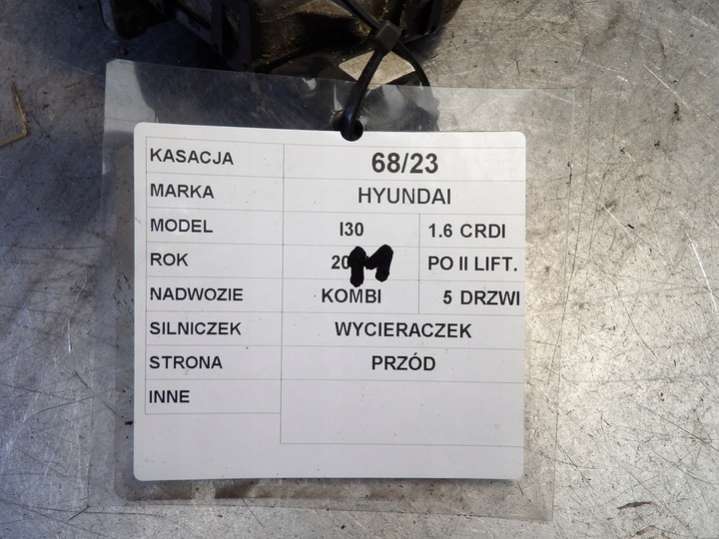 KASACJA 68/23
MARKA HYUNDAI
MODEL I30 1.6 CRDI
ROK 20 M PO II LIFT.
NADWOZIE KOMBI 5 DRZWI
SILNICZEK WYCIERACZEK
STRONA PRZÓD
INNE